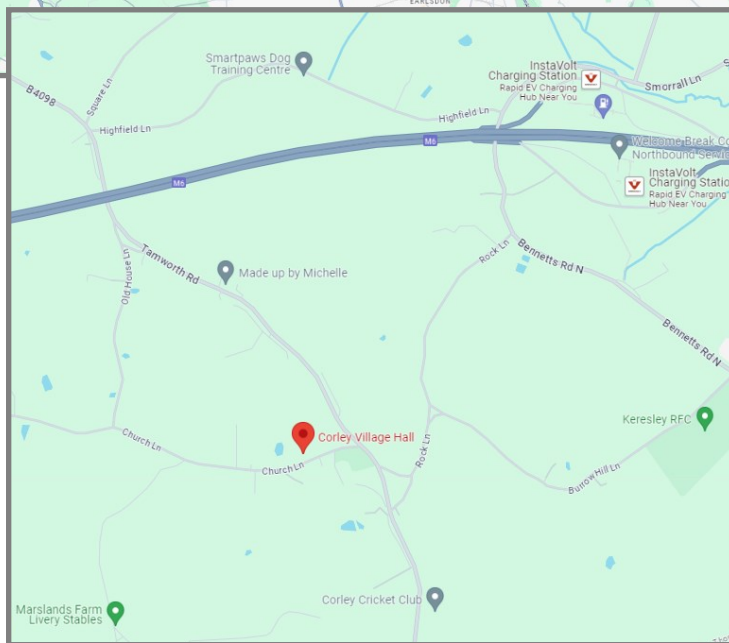 EARLSDON
Smartpaws Dog
Training Centre
InstaVolt
Charging Station
Rapid EV Charging
Hub Near You
Smorrall Ln
B4098
Square Ln
Highfield Ln
Highfield Ln
M6
M6
Welcome Break Co
Northbound Servic
InstaVolt
Charging Station
Rapid EV Charging
Hub Near You
Old House Ln
Tamworth Rd
Made up by Michelle
Rock Ln
Bennetts Rd N
Bennetts Rd N
Keresley RFC
Church Ln
Corley Village Hall
Church Ln
Rock Ln
Burrow Hill Ln
Marslands Farm
Livery Stables
Corley Cricket Club